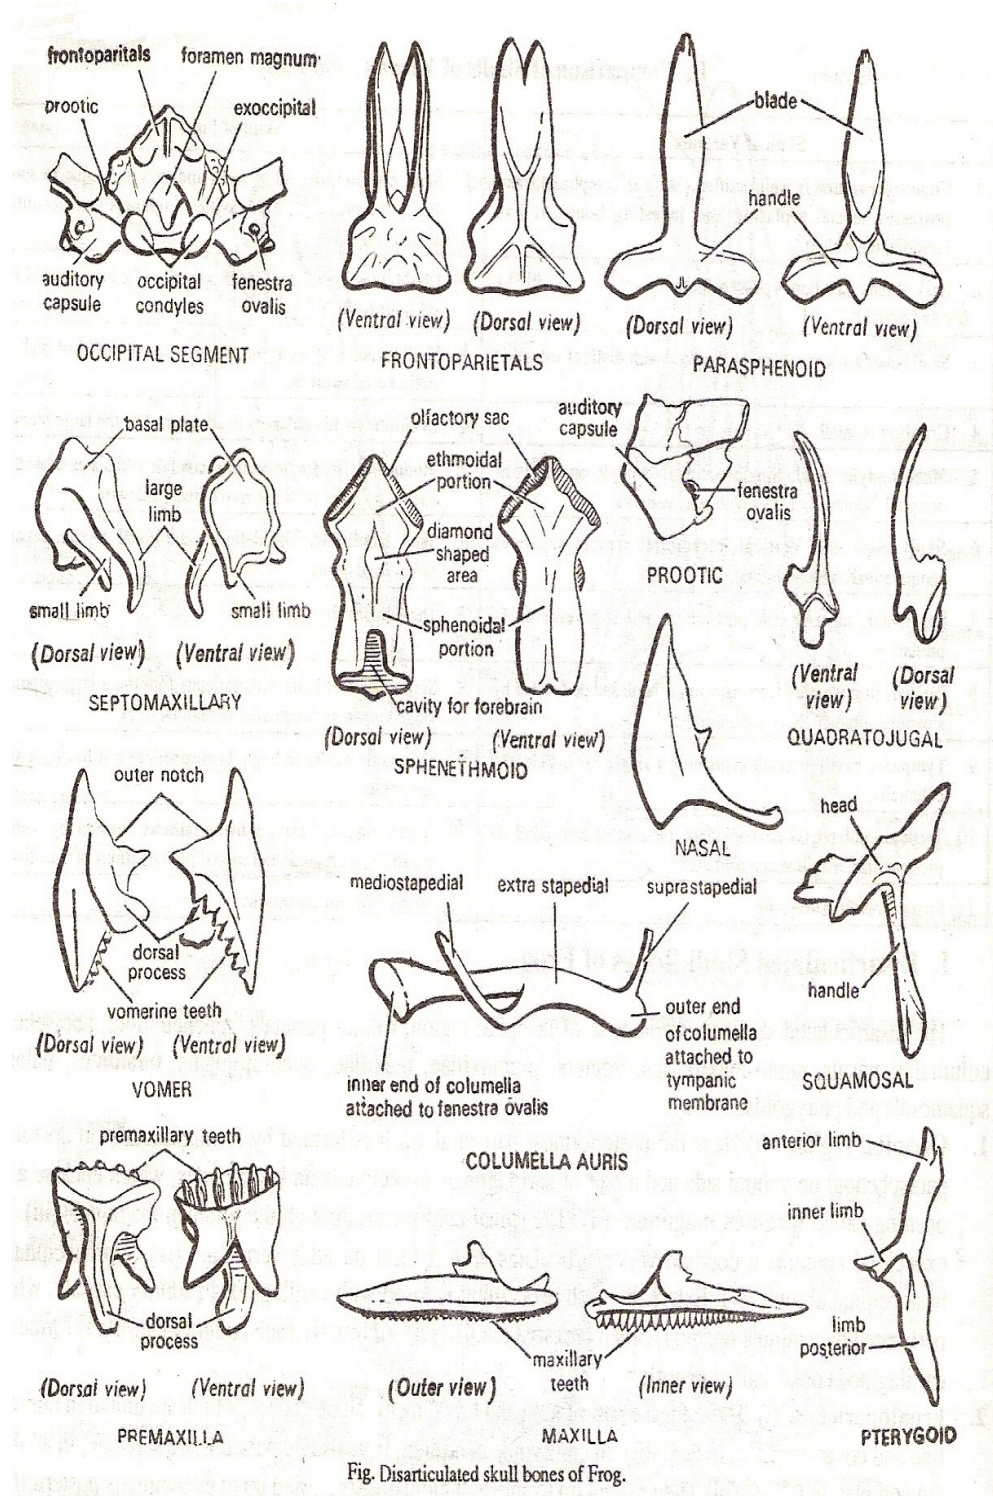 frontoparitals
foramen magnum
prootic
exoccipital
auditory
capsule
occipital
condyles
fenestra
ovalis
OCCIPITAL SEGMENT
(Ventral view)
(Dorsal view)
FRONTOPARIETALS
blade
handle
(Dorsal view)
(Ventral view)
PARASPHENOID
basal plate
large
limb
small limb
small limb
(Dorsal view)
(Ventral view)
SEPTOMAXILLARY
olfactory sac
ethmoidal
portion
diamond
shaped
area
sphenoidal
portion
cavity for forebrain
(Dorsal view)
(Ventral view)
SPHENETHMOID
auditory
capsule
fenestra
ovalis
PROOTIC
(Ventral
view)
(Dorsal
view)
QUADRATOJUGAL
NASAL
outer notch
dorsal
process
vomerine teeth
(Dorsal view)
(Ventral view)
VOMER
mediostapedial
extra stapedial
suprastapedial
inner end of columella
attached to fenestra ovalis
outer end
of columella
attached to
tympanic
membrane
COLUMELLA AURIS
head
handle
SQUAMOSAL
premaxillary teeth
dorsal
process
(Dorsal view)
(Ventral view)
PREMAXILLA
maxillary
teeth
(Outer view)
(Inner view)
MAXILLA
anterior limb
inner limb
limb
posterior
PTERYGOID
Fig. Disarticulated skull bones of Frog.